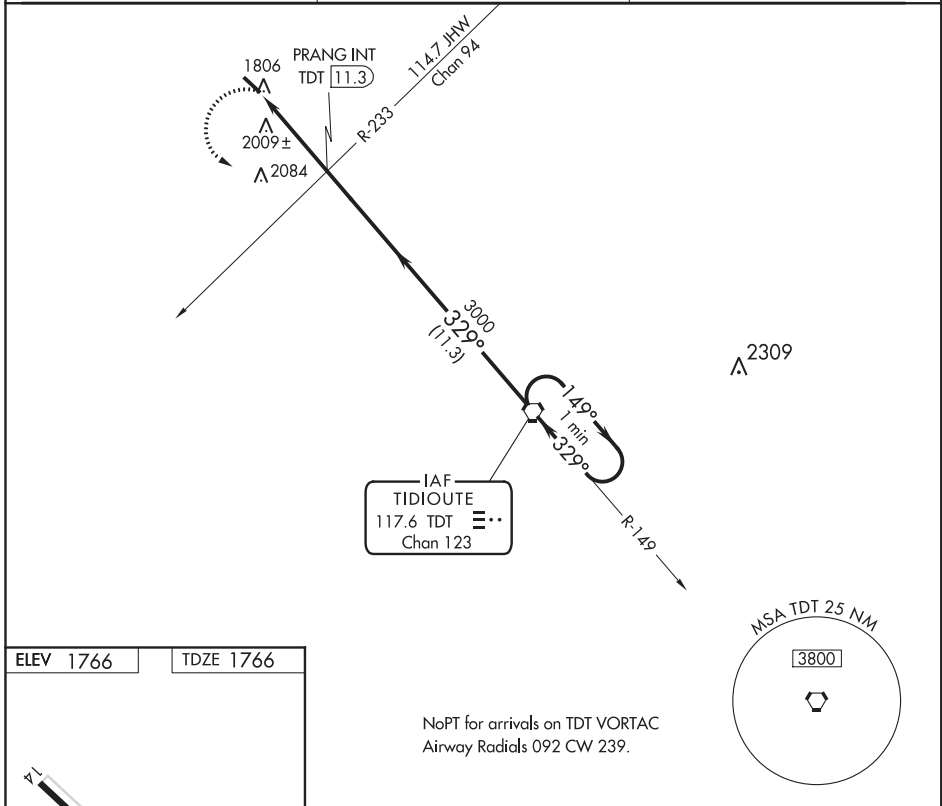 1806
PRANG INT
TDT 11.3
114.7 JHW
Chan 94
R-233
2009±
2084
3000
329°
(11.3)
2309
149°
1 min
329°
IAF
TIDIOUTE
117.6 TDT
Chan 123
R-149
MSA TDT 25 NM
3800
ELEV 1766
TDZE 1766
NoPT for arrivals on TDT VORTAC
Airway Radials 092 CW 239.
14